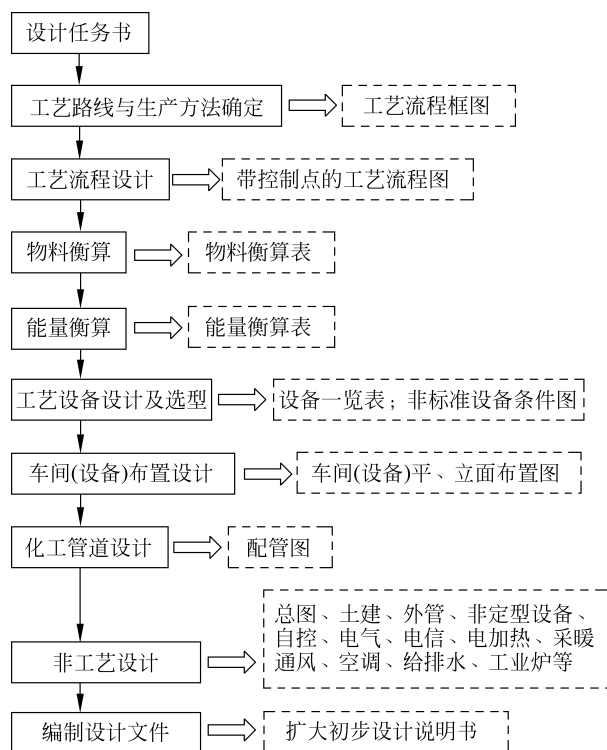 设计任务书
工艺路线与生产方法确定
工艺流程框图
工艺流程设计
带控制点的工艺流程图
物料衡算
物料衡算表
能量衡算
能量衡算表
工艺设备设计及选型
设备一览表；非标准设备条件图
车间(设备)布置设计
车间(设备)平、立面布置图
化工管道设计
配管图
总图、土建、外管、非定型设备、
自控、电气、电信、电加热、采暖
通风、空调、给排水、工业炉等
非工艺设计
编制设计文件
扩大初步设计说明书